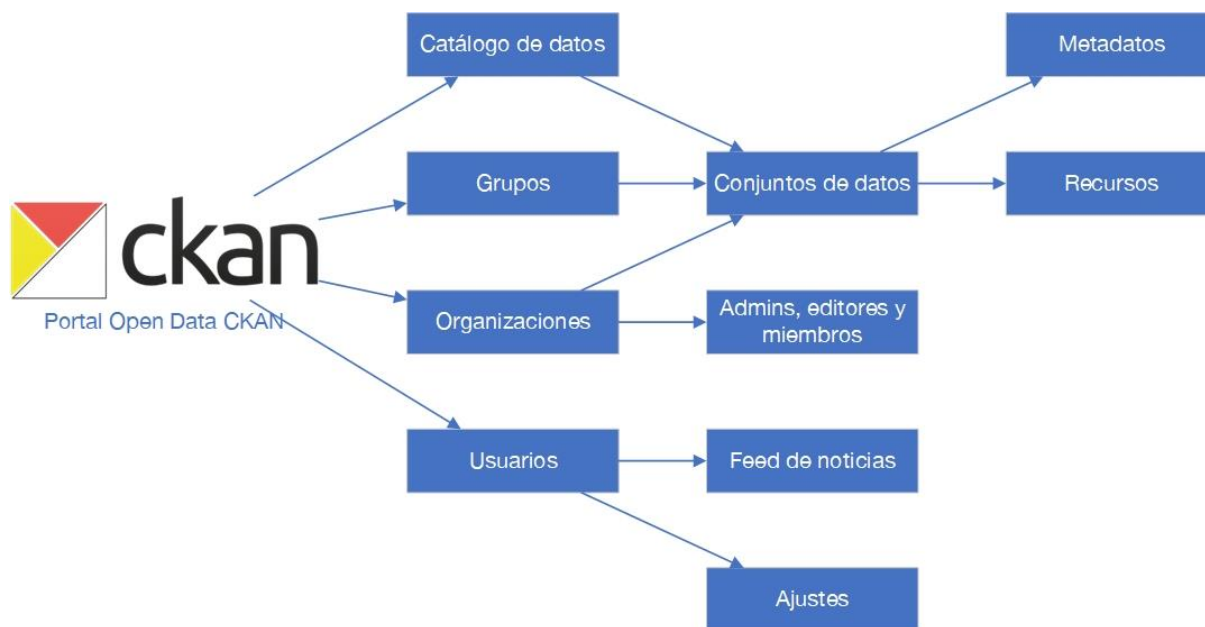 Catálogo de datos
Metadatos
Grupos
Conjuntos de datos
Recursos
ckan
Portal Open Data CKAN
Organizaciones
Admins, editores y
miembros
Usuarios
Feed de noticias
Ajustes